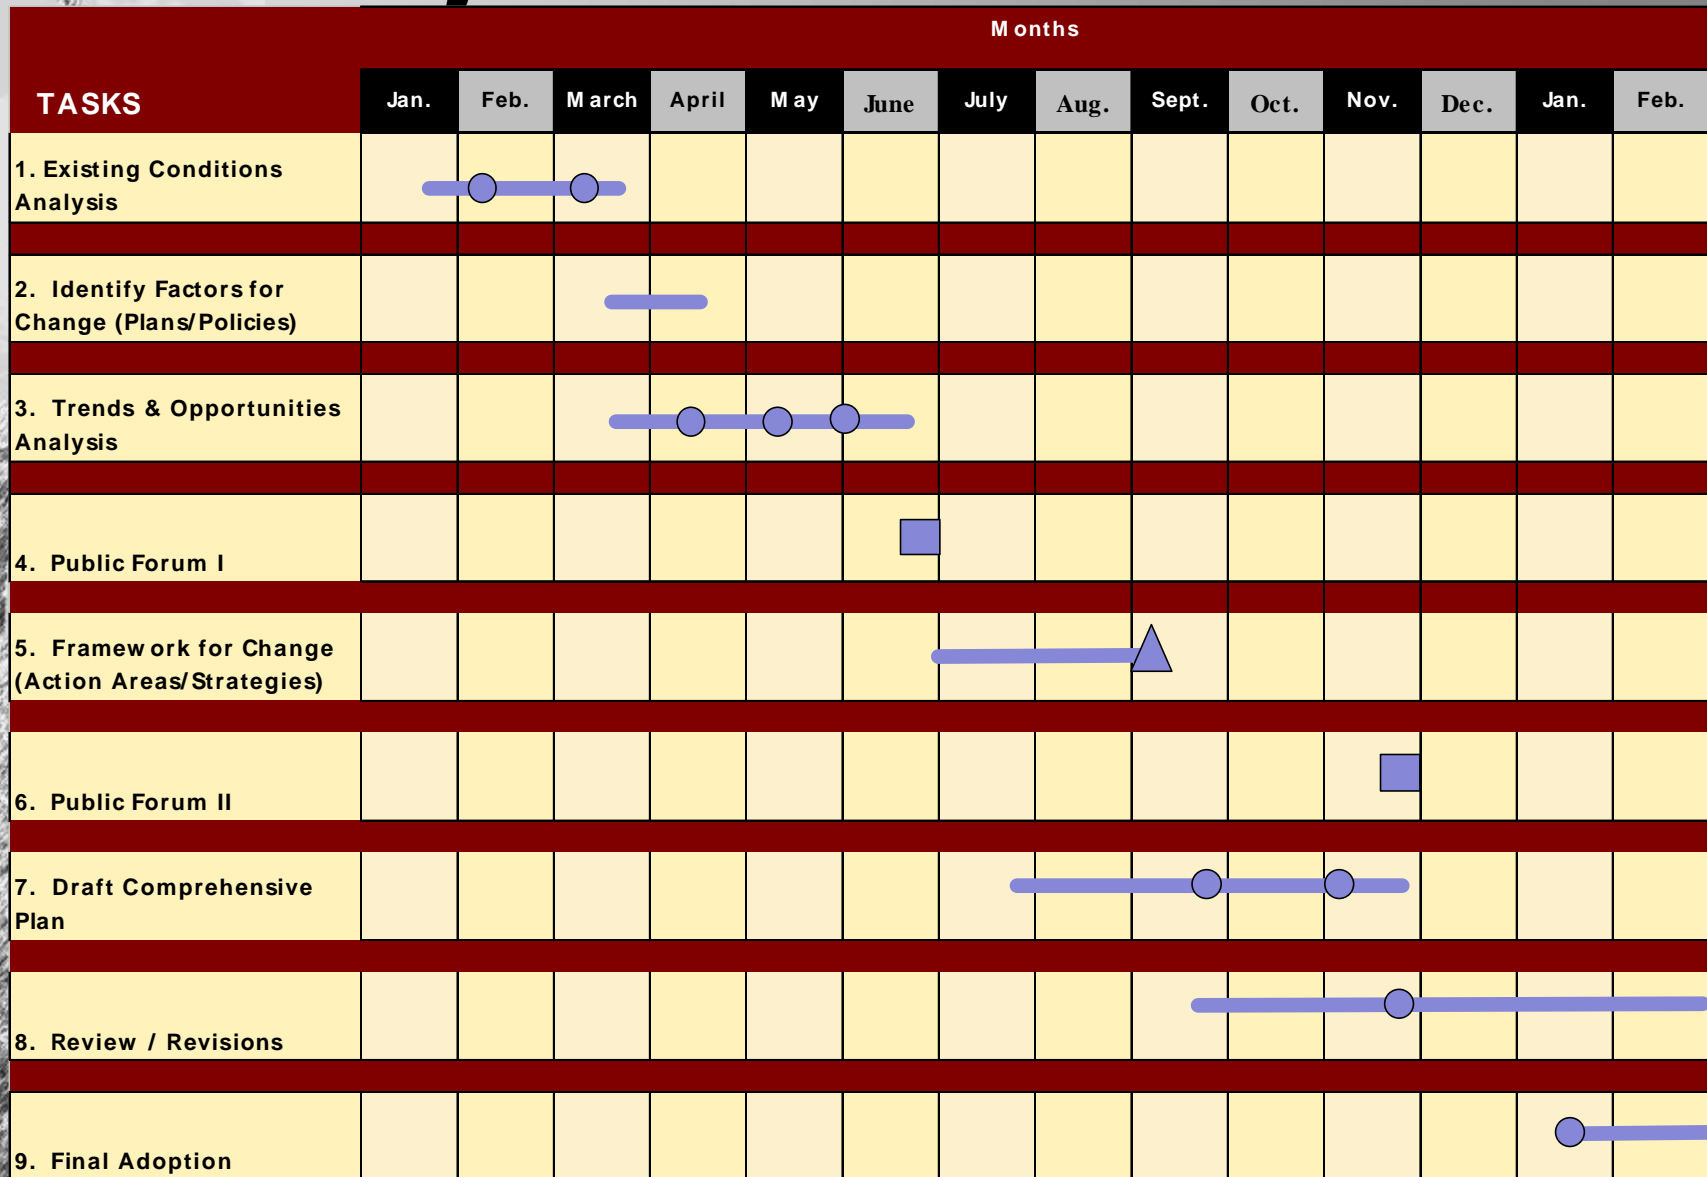 Months
TASKS
Jan. Feb. March April May June July Aug. Sept. Oct. Nov. Dec. Jan. Feb.
1. Existing Conditions
Analysis
2. Identify Factors for
Change (Plans/Policies)
3. Trends & Opportunities
Analysis
4. Public Forum I
5. Framework for Change
(Action Areas/Strategies)
6. Public Forum II
7. Draft Comprehensive
Plan
8. Review / Revisions
9. Final Adoption